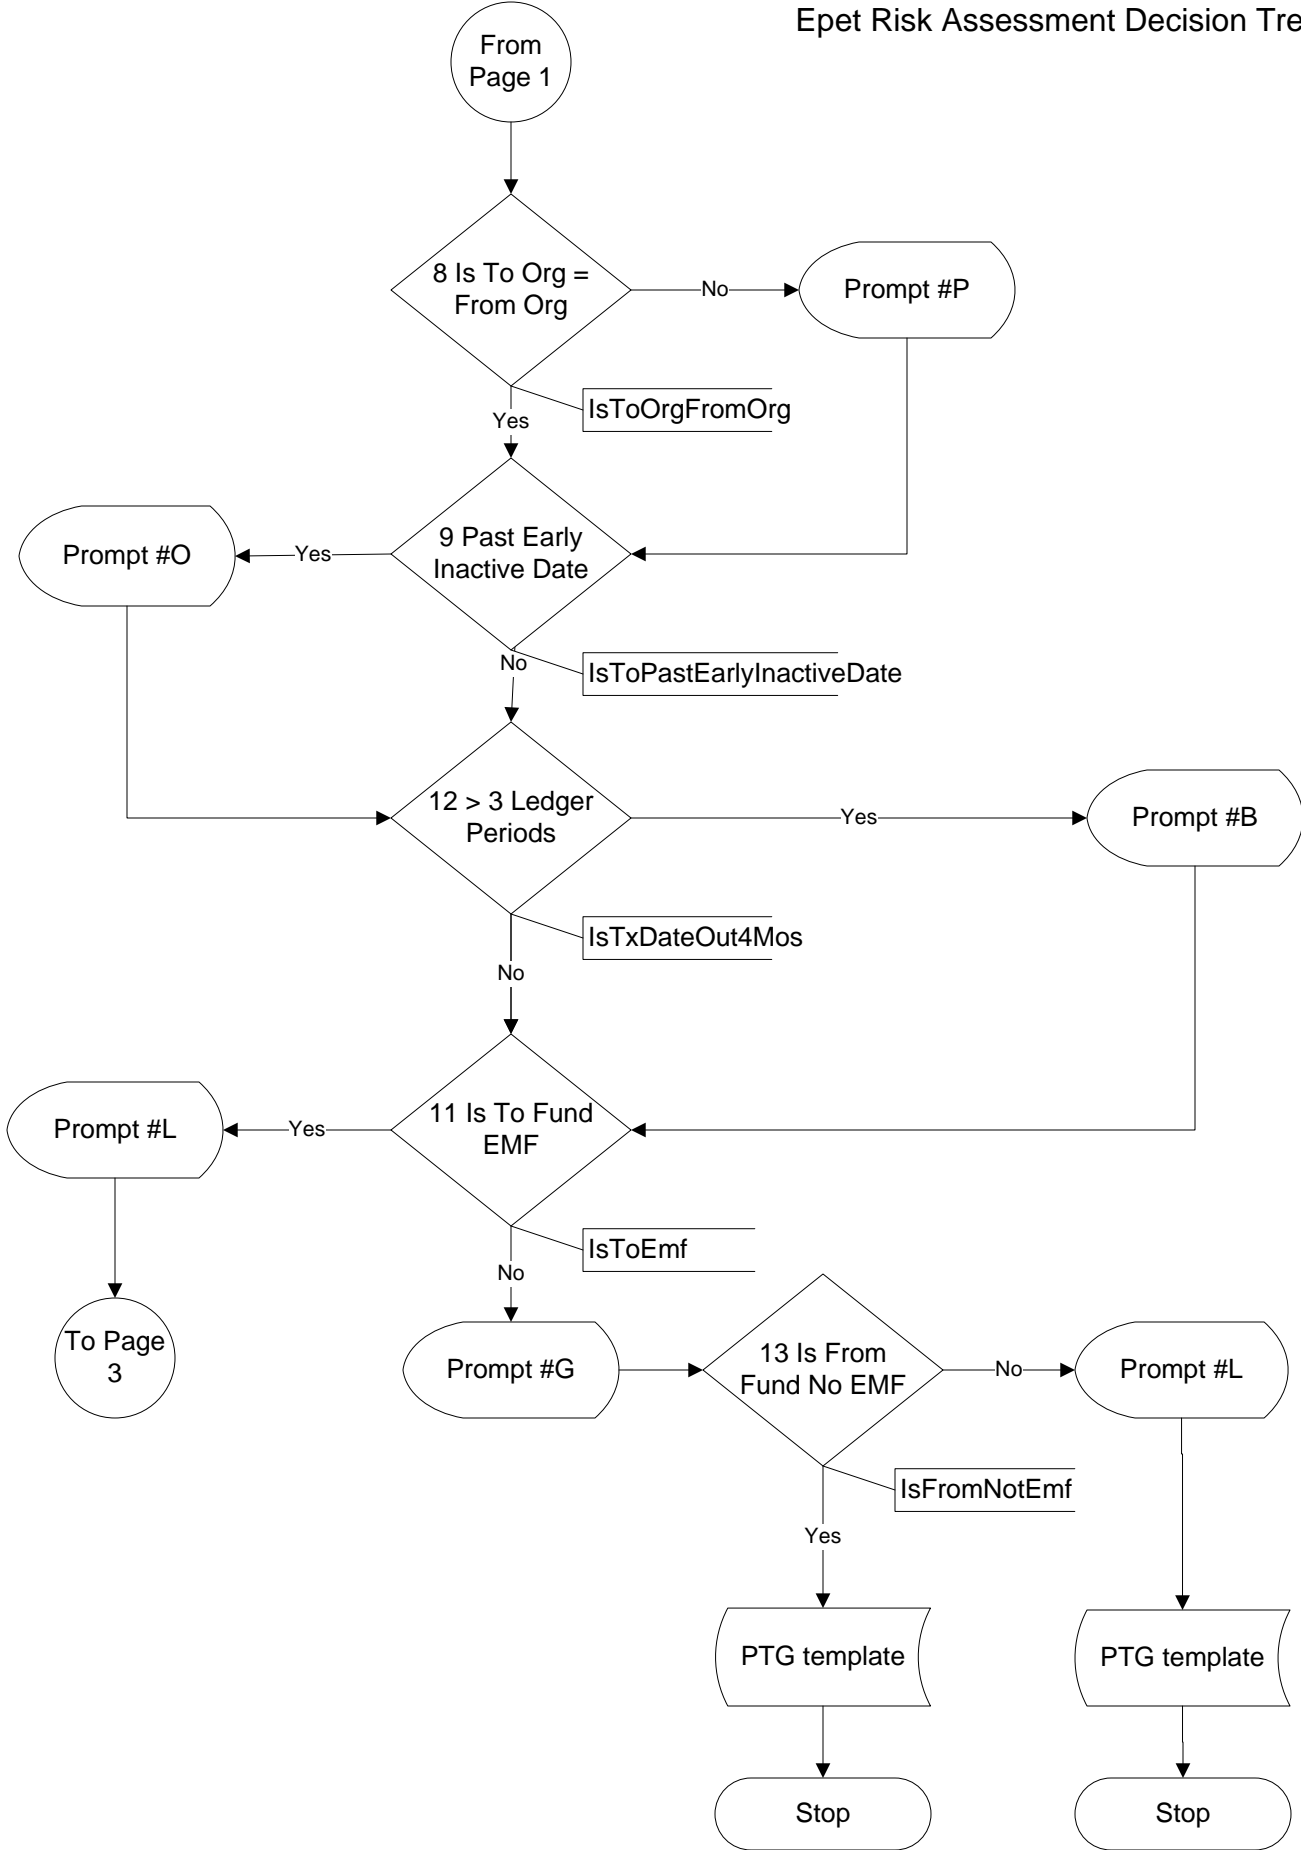 Epet Risk Assessment Decision Tre
From
Page 1
8 Is To Org =
From Org
No
Prompt #P
IsToOrgFromOrg
Yes
9 Past Early
Inactive Date
Yes
Prompt #O
No
IsToPastEarlyInactiveDate
12 > 3 Ledger
Periods
Yes
Prompt #B
IsTxDateOut4Mos
No
11 Is To Fund
EMF
Yes
Prompt #L
IsToEmf
No
To Page
3
Prompt #G
13 Is From
Fund No EMF
No
Prompt #L
IsFromNotEmf
Yes
PTG template
PTG template
Stop
Stop